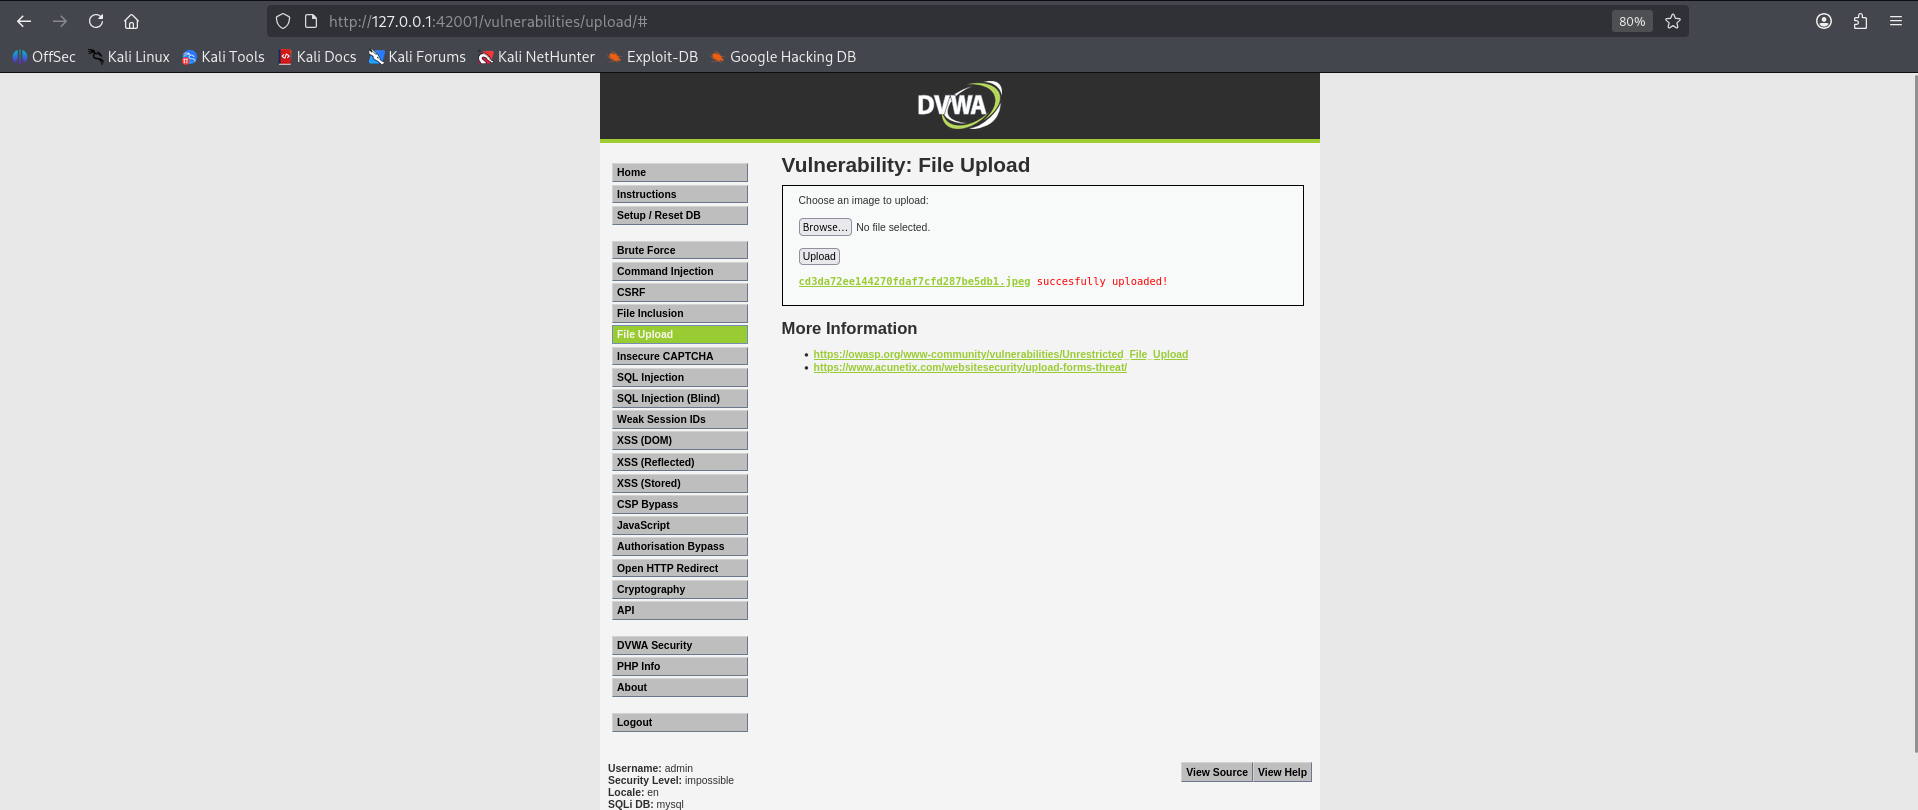 http://127.0.0.1:42001/vulnerabilities/upload/#
80%
OffSec Kali Linux Kali Tools Kali Docs Kali Forums Kali NetHunter Exploit-DB Google Hacking DB
DVWA
Home
Instructions
Setup / Reset DB
Brute Force
Command Injection
CSRF
File Inclusion
File Upload
Insecure CAPTCHA
SQL Injection
SQL Injection (Blind)
Weak Session IDs
XSS (DOM)
XSS (Reflected)
XSS (Stored)
CSP Bypass
JavaScript
Authorisation Bypass
Open HTTP Redirect
Cryptography
API
DVWA Security
PHP Info
About
Logout
Vulnerability: File Upload
Choose an image to upload:
Browse... No file selected.
Upload
cd3da72ee144270fdaf7cfd287be5db1.jpeg succesfully uploaded!
More Information
https://owasp.org/www-community/vulnerabilities/Unrestricted_File_Upload
https://www.acunetix.com/websitesecurity/upload-forms-threat/
Username: admin
Security Level: impossible
Locale: en
SQLi DB: mysql
View Source View Help